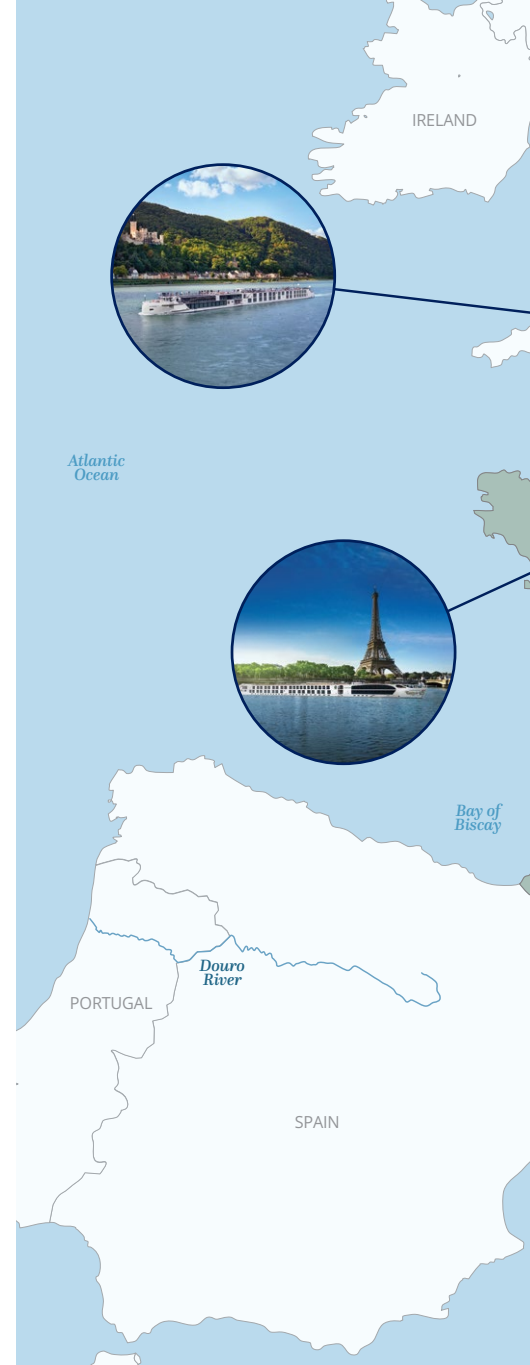 IRELAND
Atlantic
Ocean
Bay of
Biscay
Douro
River
PORTUGAL
SPAIN